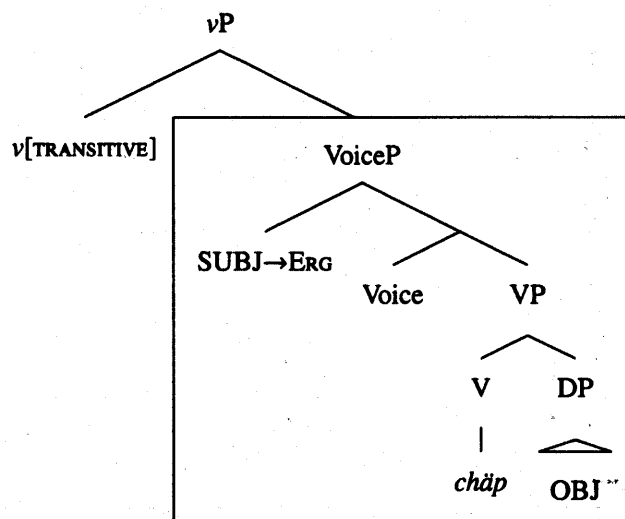 vP
v[TRANSITIVE]
VoiceP
SUBJ→ERG
Voice VP
V DP
chäp OBJ